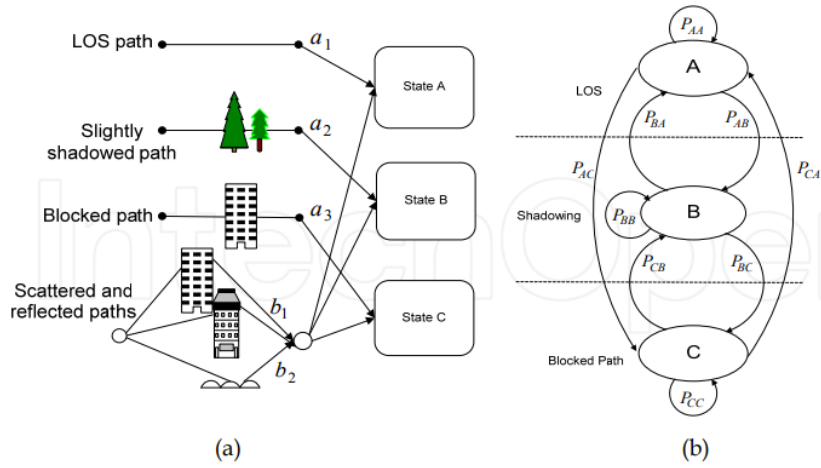 LOS path
a1
State A
Slightly
shadowed path
a2
State B
Blocked path
a3
Scattered and
reflected paths
b1
b2
State C
(a)
PAA
A
LOS
PBA
PAB
PAC
PCA
Shadowing
PBB
B
PCB
PBC
Blocked Path
C
PCC
(b)
IntechOpe